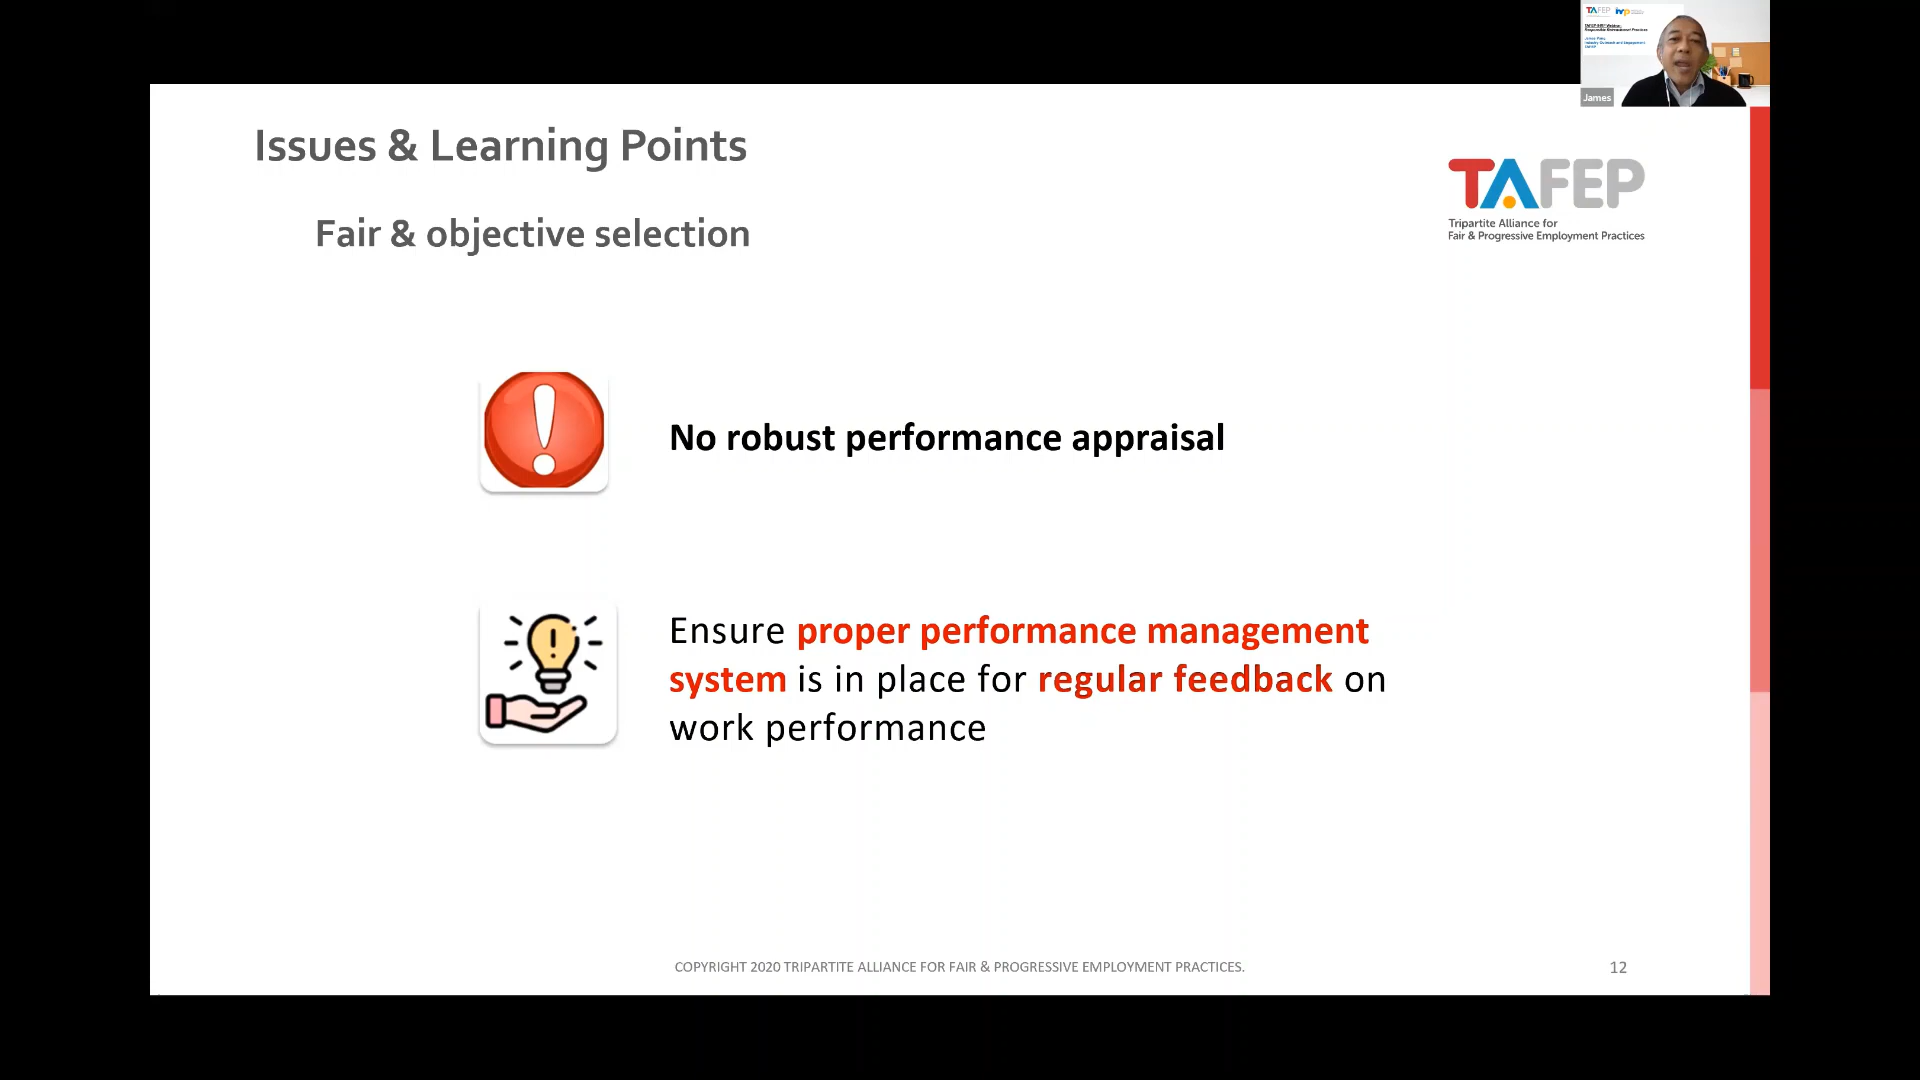 TAFEP
James
Issues & Learning Points
Fair & objective selection
TAFEP
Tripartite Alliance for
Fair & Progressive Employment Practices
No robust performance appraisal
Ensure proper performance management
system is in place for regular feedback on
work performance
COPYRIGHT 2020 TRIPARTITE ALLIANCE FOR FAIR & PROGRESSIVE EMPLOYMENT PRACTICES.
12